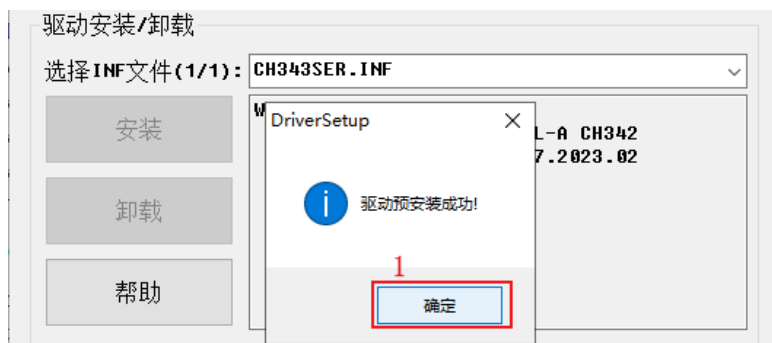 驱动安装/卸载
选择INF文件(1/1): CH343SER.INF
安装
卸载
帮助
W
L-A CH342
7.2023.02
DriverSetup
驱动预安装成功!
1
确定